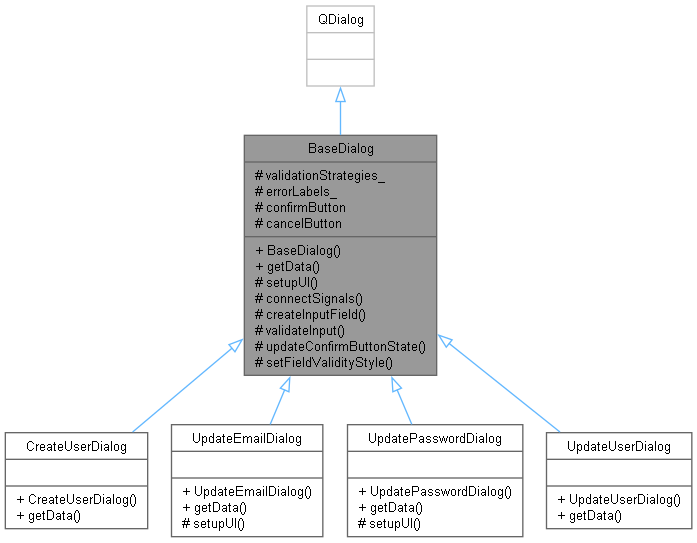 QDialog
BaseDialog
# validationStrategies_
# errorLabels_
# confirmButton
# cancelButton
+ BaseDialog()
+ getData()
# setupUI()
# connectSignals()
# createInputField()
# validateInput()
# updateConfirmButtonState()
# setFieldValidityStyle()
CreateUserDialog
+ CreateUserDialog()
+ getData()
UpdateEmailDialog
+ UpdateEmailDialog()
+ getData()
# setupUI()
UpdatePasswordDialog
+ UpdatePasswordDialog()
+ getData()
# setupUI()
UpdateUserDialog
+ UpdateUserDialog()
+ getData()